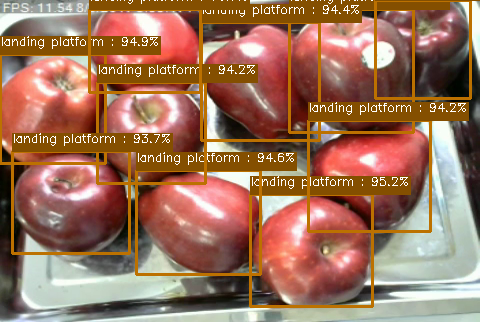 FPS: 11.54
landing platform : 94.4%
landing platform : 94.9%
landing platform : 94.2%
landing platform : 94.2%
landing platform : 93.7%
landing platform : 94.6%
landing platform : 95.2%